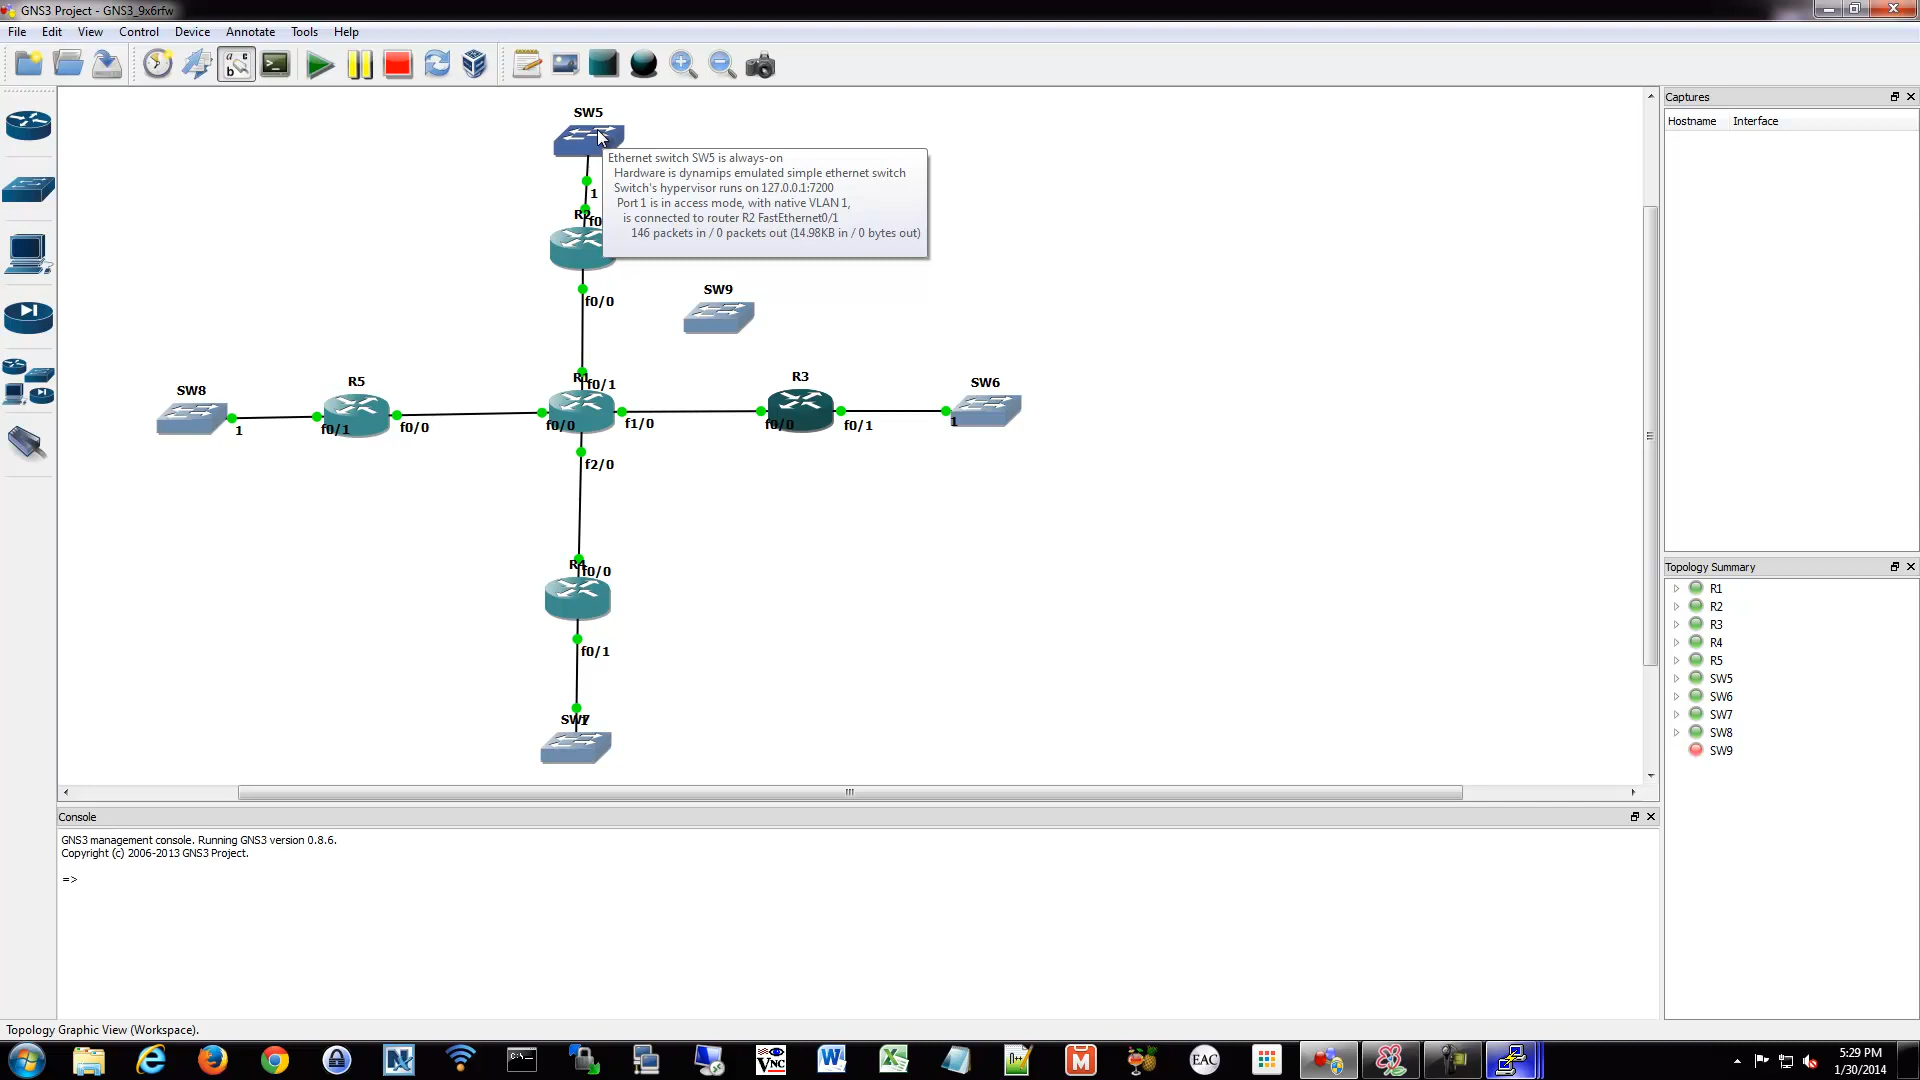 GNS3 Project - GNS3_9x6rfw
File Edit View Control Device Annotate Tools Help
SW5
Ethernet switch SW5 is always-on
Hardware is dynamips emulated simple ethernet switch
Switch's hypervisor runs on 127.0.0.1:7200
Port 1 is in access mode, with native VLAN 1,
is connected to router R2 FastEthernet0/1
146 packets in / 0 packets out (14.98KB in / 0 bytes out)
1
R2
f0
f0/0
SW9
R1
f0/1
SW8
R5
R3
SW6
1
f0/1
f0/0
f0/0
f1/0
f0/0
f0/1
1
f2/0
R4
f0/0
f0/1
SW7
Captures
Hostname Interface
Topology Summary
R1
R2
R3
R4
R5
SW5
SW6
SW7
SW8
SW9
Console
GNS3 management console. Running GNS3 version 0.8.6.
Copyright (c) 2006-2013 GNS3 Project.
=>
Topology Graphic View (Workspace).
C:\_
VNC
EAC
5:29 PM
1/30/2014